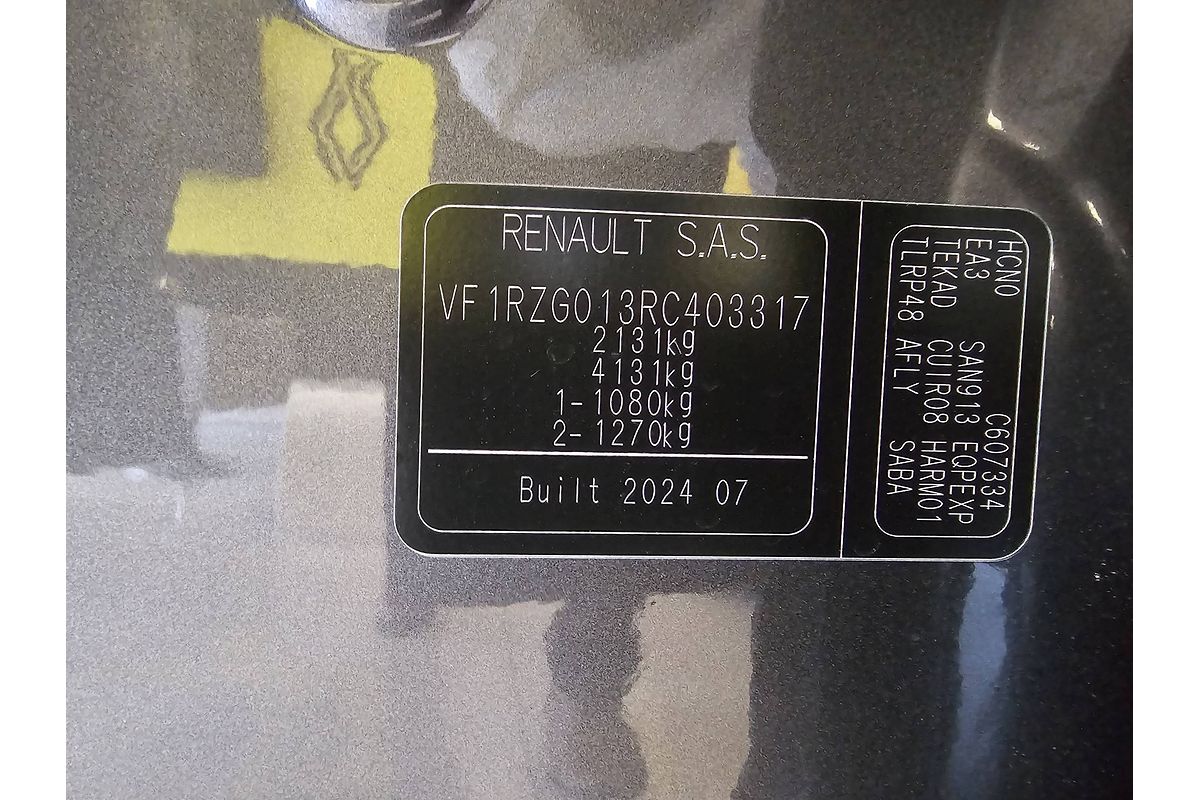 RENAULT S.A.S.
VF1RZG013RC403317
2131kg
4131kg
1-1080kg
2-1270kg
Built 2024 07
HCNO C607334
EA3 SAN913 EQPEXP
TEKAD CUIR08 HARM01
TLRP48 AFLY SABA